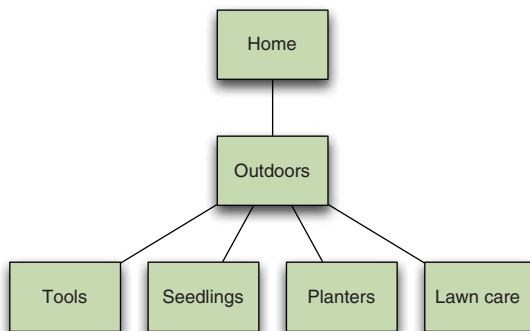 Home
Outdoors
Tools
Seedlings
Planters
Lawn care